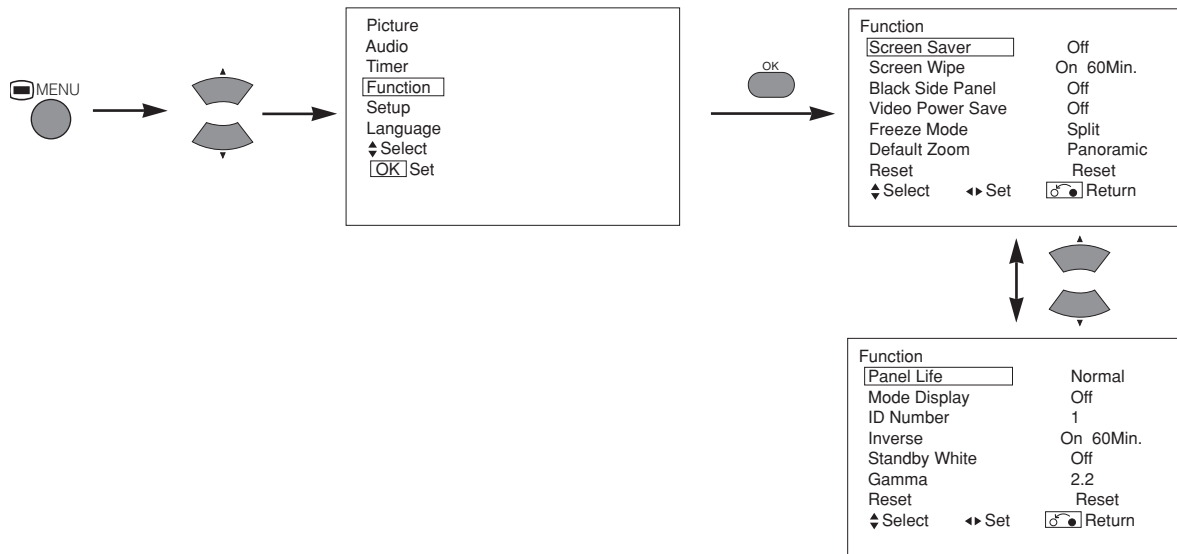 MENU
Picture
Audio
Timer
Function
Setup
Language
Select
OK Set
OK
Function
Screen Saver Off
Screen Wipe On 60Min.
Black Side Panel Off
Video Power Save Off
Freeze Mode Split
Default Zoom Panoramic
Reset Reset
Select Set Return
Function
Panel Life Normal
Mode Display Off
ID Number 1
Inverse On 60Min.
Standby White Off
Gamma 2.2
Reset Reset
Select Set Return